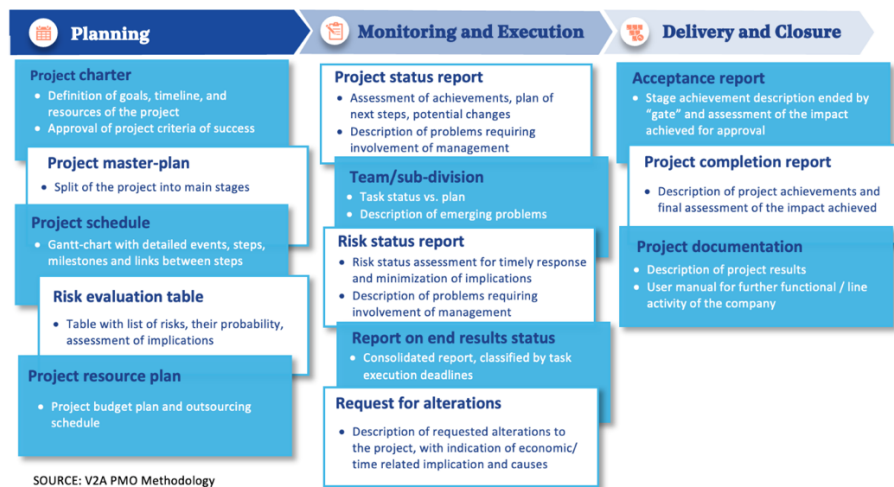 Planning
Project charter
• Definition of goals, timeline, and
resources of the project
• Approval of project criteria of success
Project master-plan
• Split of the project into main stages
Project schedule
• Gantt-chart with detailed events, steps,
milestones and links between steps
Risk evaluation table
• Table with list of risks, their probability,
assessment of implications
Project resource plan
• Project budget plan and outsourcing
schedule
Monitoring and Execution
Project status report
• Assessment of achievements, plan of
next steps, potential changes
• Description of problems requiring
involvement of management
Team/sub-division
• Task status vs. plan
• Description of emerging problems
Risk status report
• Risk status assessment for timely response
and minimization of implications
• Description of problems requiring
involvement of management
Report on end results status
• Consolidated report, classified by task
execution deadlines
Request for alterations
• Description of requested alterations to
the project, with indication of economic/
time related implication and causes
Delivery and Closure
Acceptance report
• Stage achievement description ended by
“gate” and assessment of the impact
achieved for approval
Project completion report
• Description of project achievements and
final assessment of the impact achieved
Project documentation
• Description of project results
• User manual for further functional / line
activity of the company
SOURCE: V2A PMO Methodology